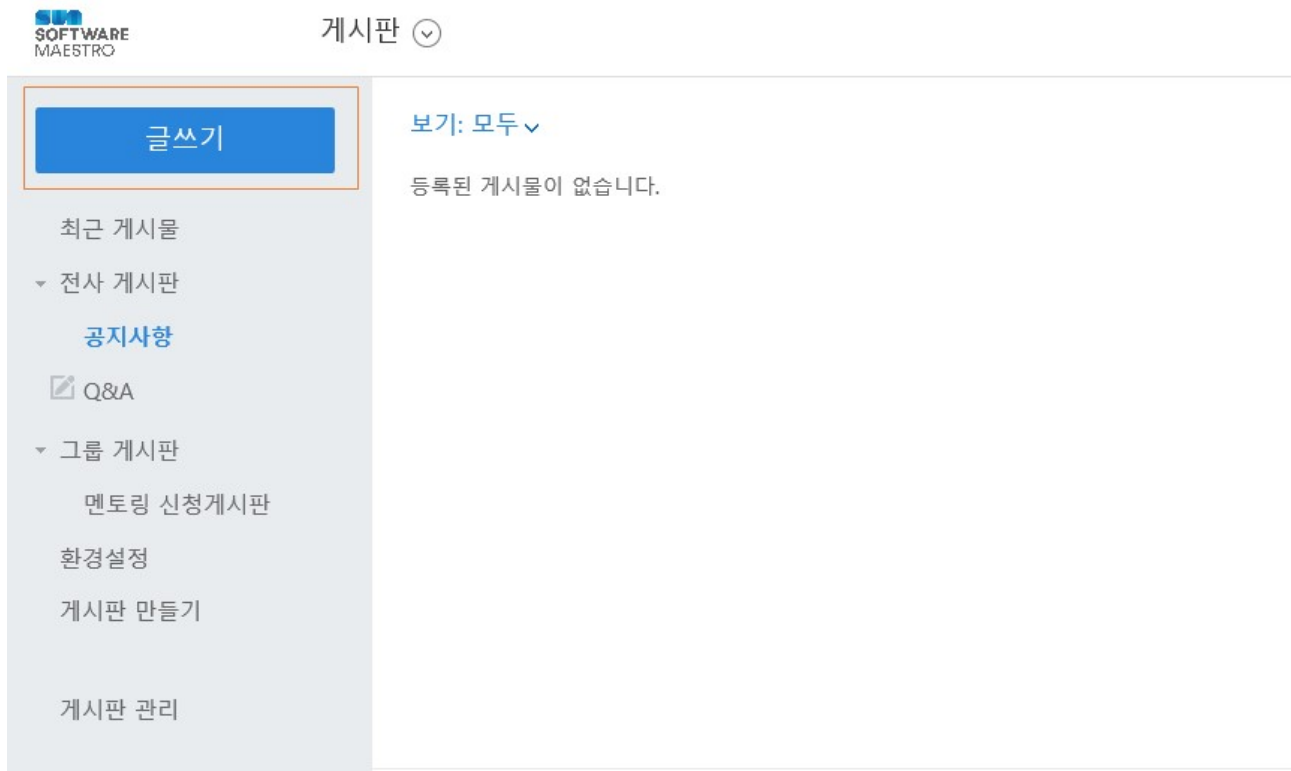 SOFTWARE
MAESTRO
게시판
글쓰기
최근 게시물
전사 게시판
공지사항
Q&A
그룹 게시판
멘토링 신청게시판
환경설정
게시판 만들기
게시판 관리
보기: 모두
등록된 게시물이 없습니다.